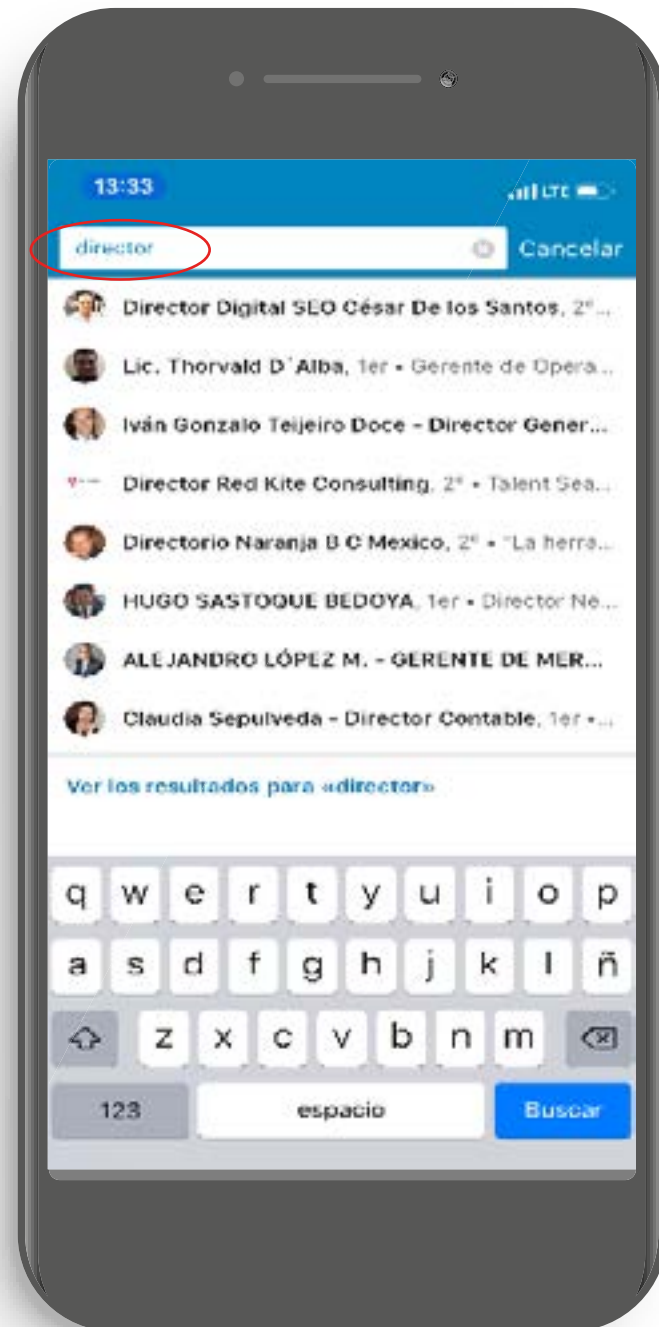 13:33 LTE
director Cancelar
Director Digital SEO César De los Santos, 2º...
Lic. Thorvald D´Alba, 1er • Gerente de Opera...
Iván Gonzalo Teijeiro Doce - Director Gener...
Director Red Kite Consulting, 2º • Talent Sea...
Directorio Naranja B C Mexico, 2º • "La herra...
HUGO SASTOQUE BEDOYA, 1er • Director Ne...
ALEJANDRO LÓPEZ M. - GERENTE DE MER...
Claudia Sepulveda - Director Contable, 1er •...
Ver los resultados para «director»
q w e r t y u i o p
a s d f g h j k l ñ
z x c v b n m
123 espacio Buscar